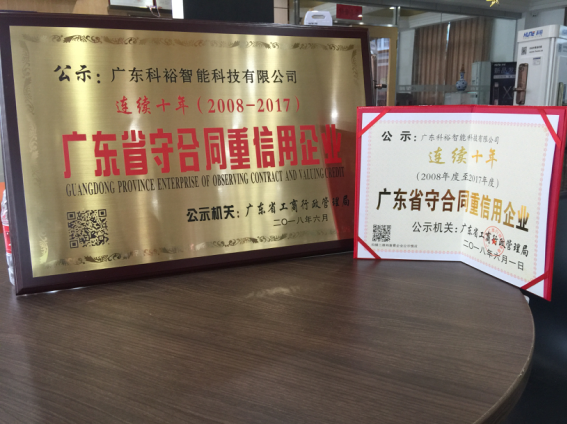 公示：广东科裕智能科技有限公司
连续十年（2008-2017）
广东省守合同重信用企业
GUANGDONG PROVINCE ENTERPRISE OF OBSERVING CONTRACT AND VALUING CREDIT
公示机关：广东省工商行政管理局
二〇一八年六月
公示：广东科裕智能科技有限公司
连续十年
（2008年度至2017年度）
广东省守合同重信用企业
公示机关：广东省工商行政管理局
二〇一八年六月一日